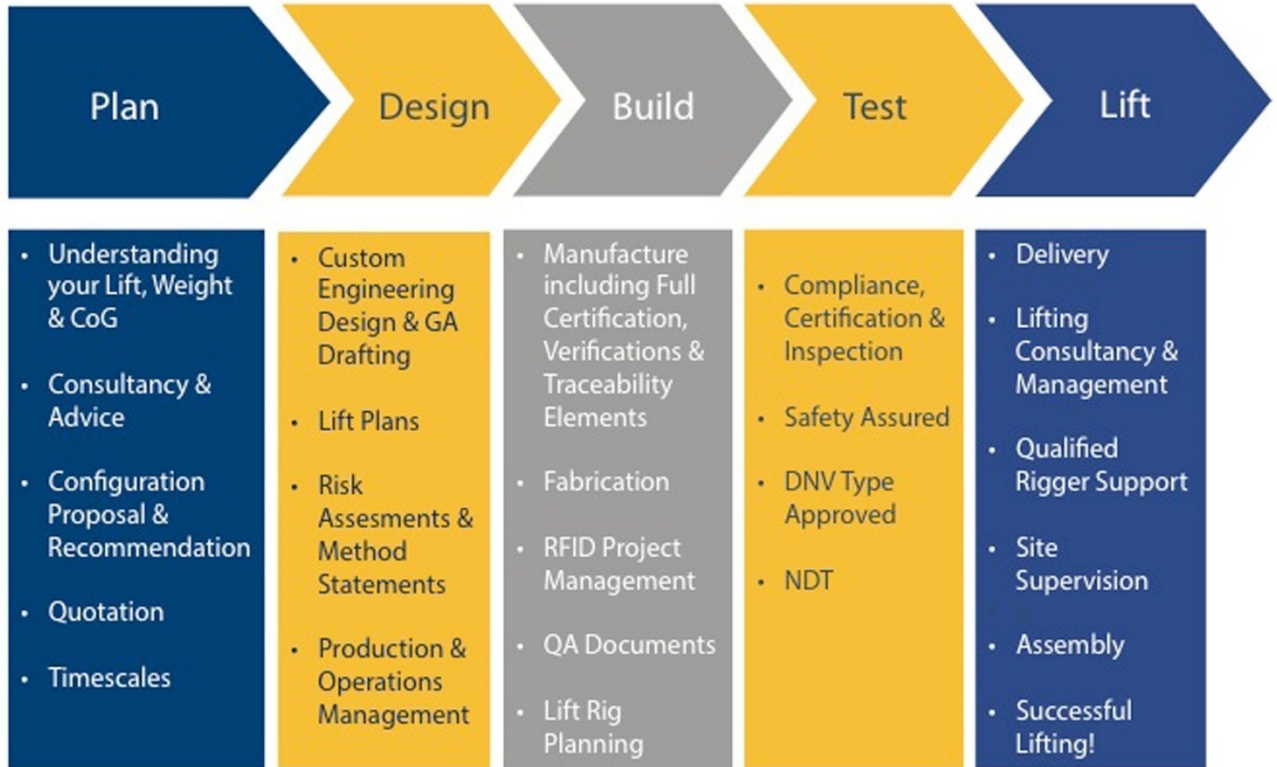 Plan
Design
Build
Test
Lift
• Understanding
your Lift, Weight
& CoG
• Consultancy &
Advice
• Configuration
Proposal &
Recommendation
• Quotation
• Timescales
• Custom
Engineering
Design & GA
Drafting
• Lift Plans
• Risk
Assesments &
Method
Statements
• Production &
Operations
Management
• Manufacture
including Full
Certification,
Verifications &
Traceability
Elements
• Fabrication
• RFID Project
Management
• QA Documents
• Lift Rig
Planning
• Compliance,
Certification &
Inspection
• Safety Assured
• DNV Type
Approved
• NDT
• Delivery
• Lifting
Consultancy &
Management
• Qualified
Rigger Support
• Site
Supervision
• Assembly
• Successful
Lifting!